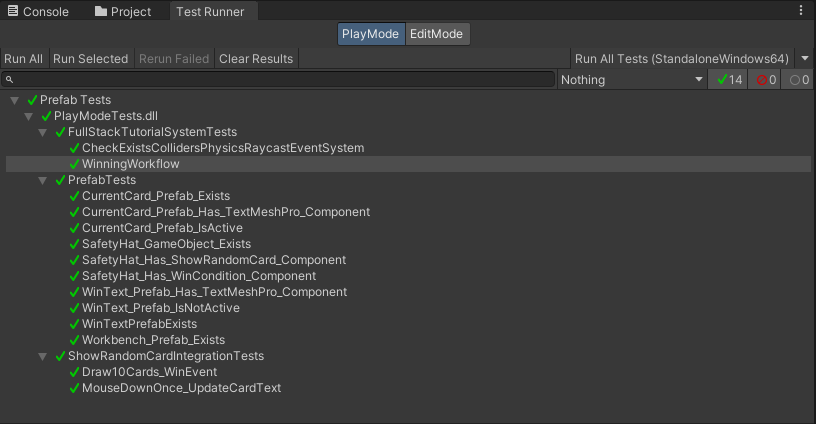 Console Project Test Runner
PlayMode EditMode
Run All Run Selected Rerun Failed Clear Results Run All Tests (StandaloneWindows64)
Nothing 14 0 0
Prefab Tests
PlayModeTests.dll
FullStackTutorialSystemTests
CheckExistsCollidersPhysicsRaycastEventSystem
WinningWorkflow
PrefabTests
CurrentCard_Prefab_Exists
CurrentCard_Prefab_Has_TextMeshPro_Component
CurrentCard_Prefab_IsActive
SafetyHat_GameObject_Exists
SafetyHat_Has_ShowRandomCard_Component
SafetyHat_Has_WinCondition_Component
WinText_Prefab_Has_TextMeshPro_Component
WinText_Prefab_IsNotActive
WinTextPrefabExists
Workbench_Prefab_Exists
ShowRandomCardIntegrationTests
Draw10Cards_WinEvent
MouseDownOnce_UpdateCardText